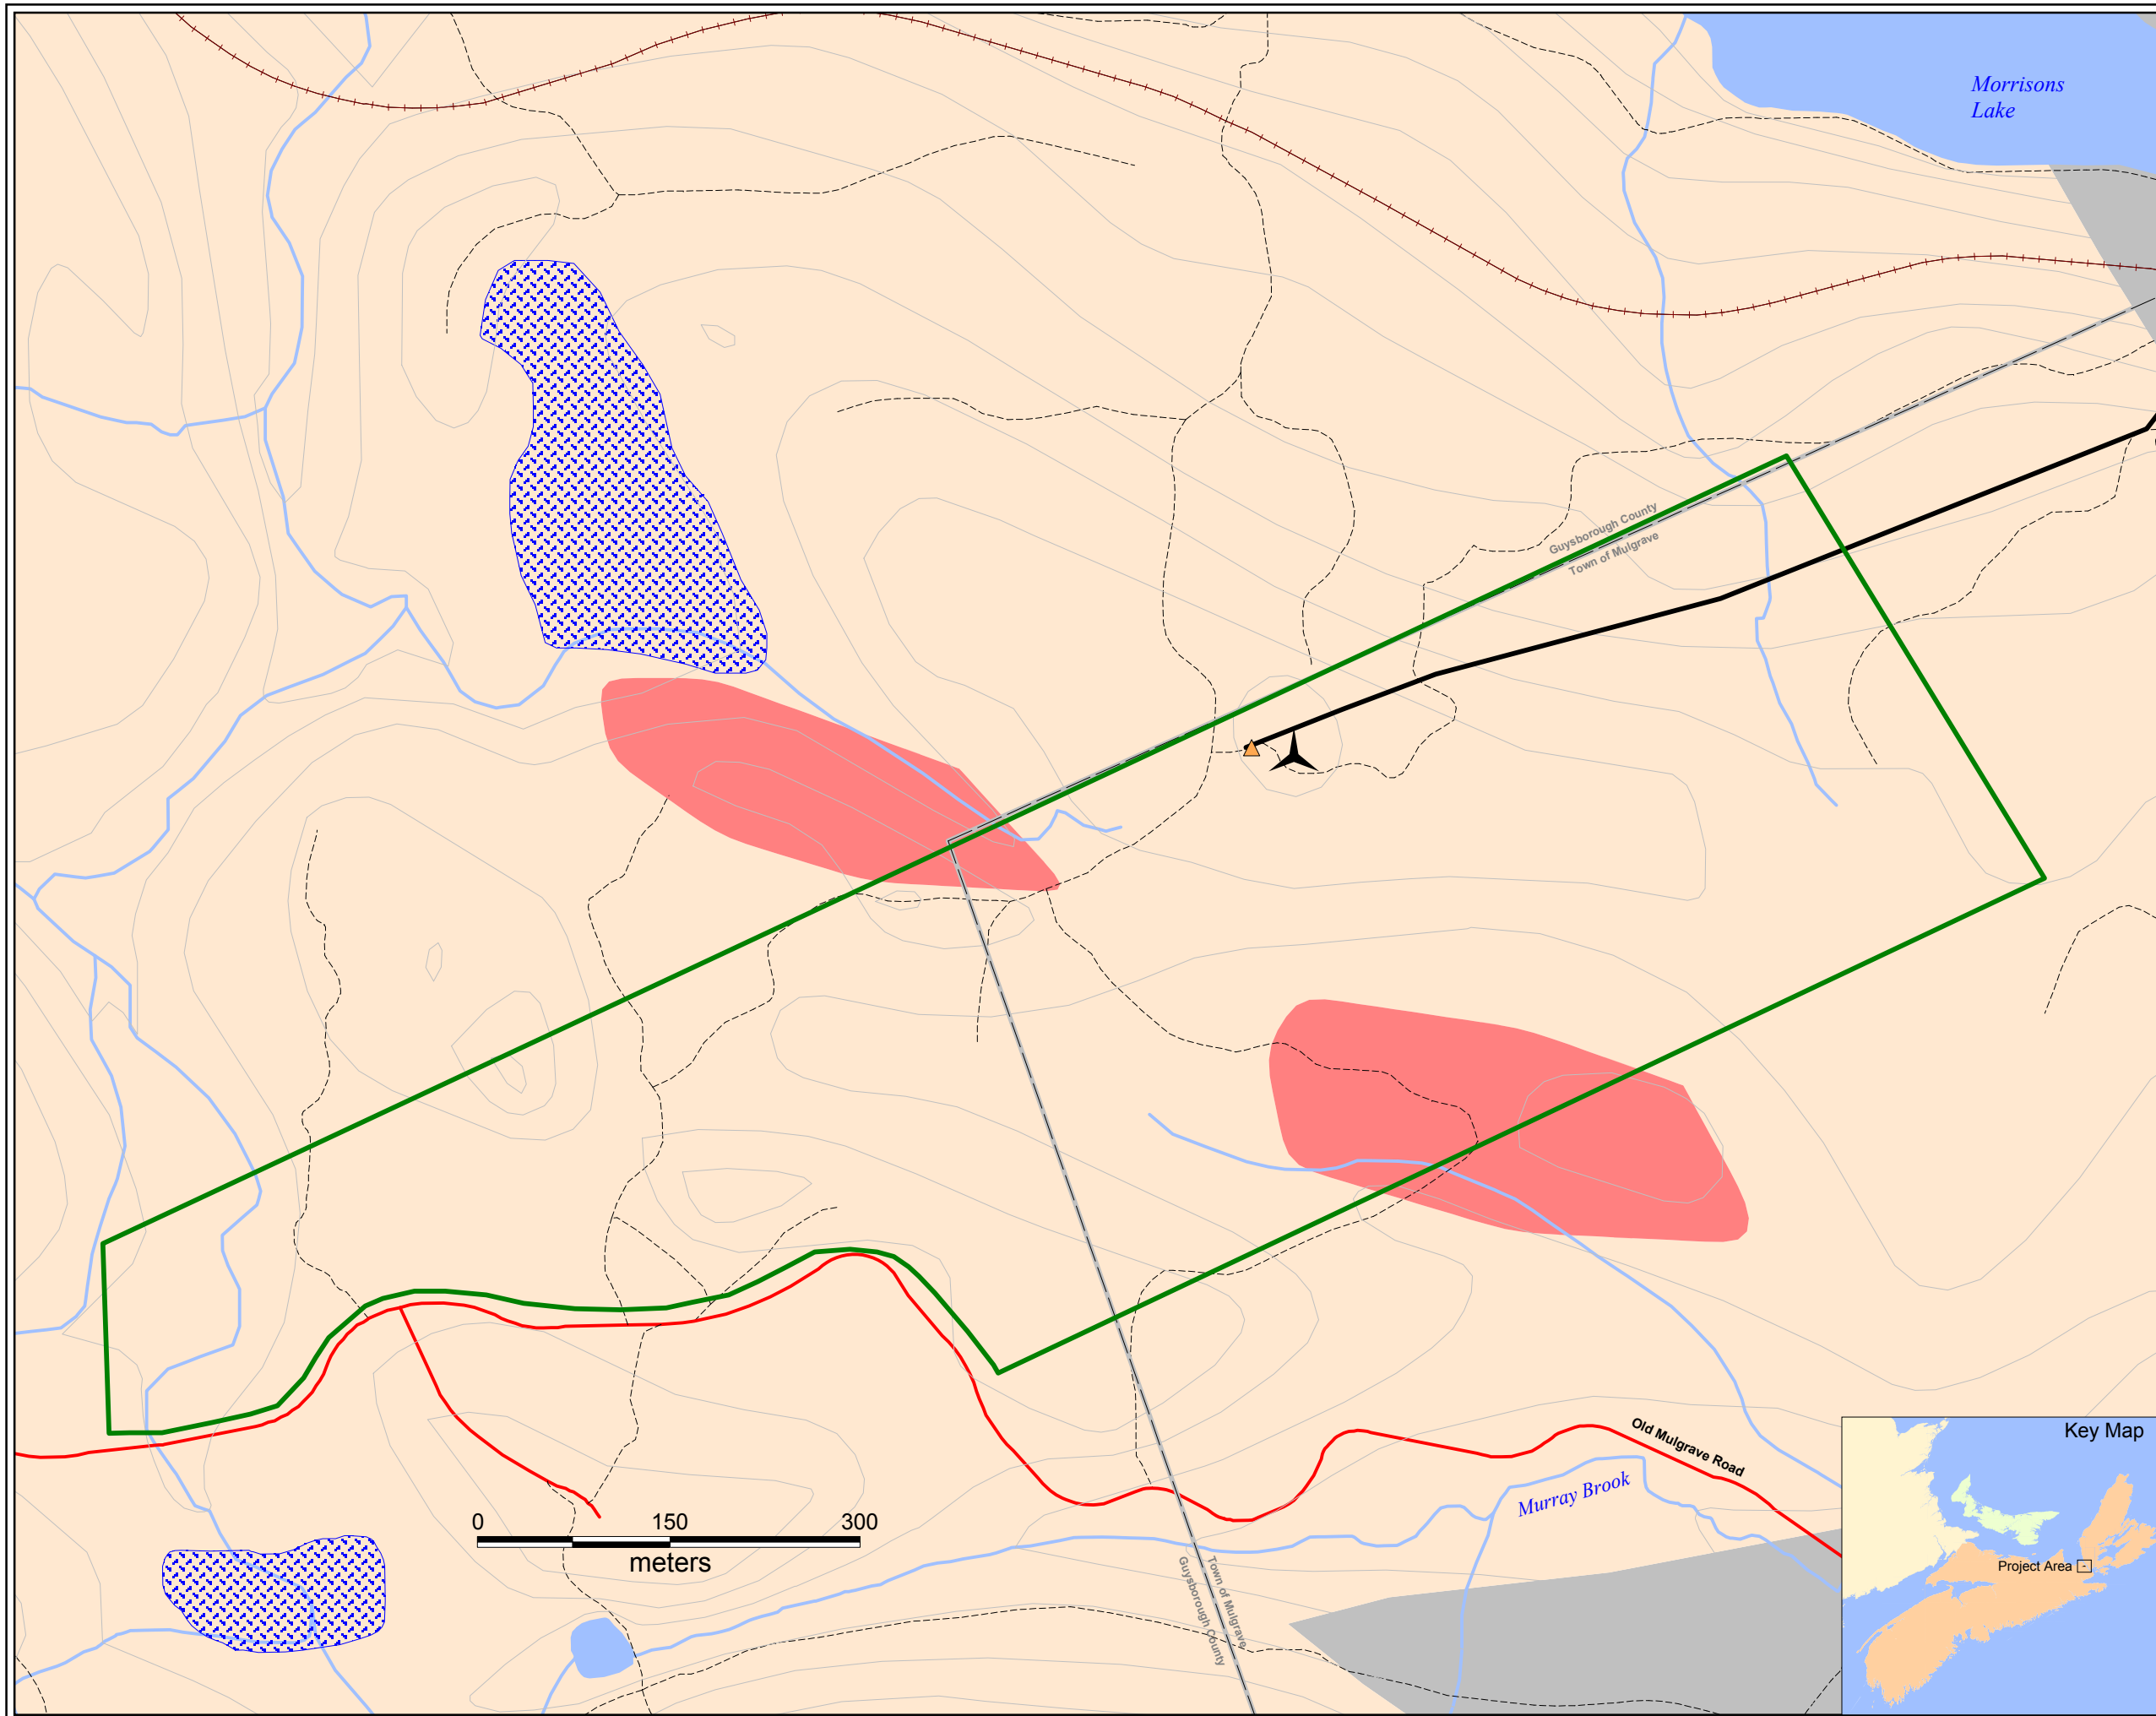 Morrisons
Lake
Guysborough County
Town of Mulgrave
Old Mulgrave Road
Key Map
Murray Brook
0 150 300
meters
Project Area
Town of Mulgrave
Guysborough County